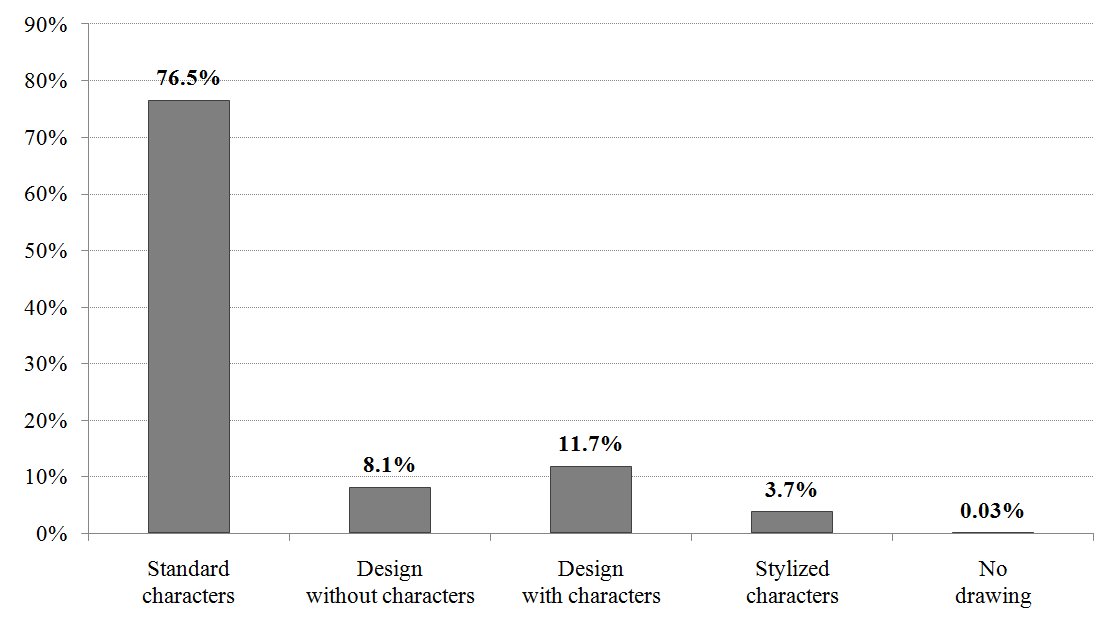 90%
80%
70%
60%
50%
40%
30%
20%
10%
0%
76.5%
8.1%
11.7%
3.7%
0.03%
Standard
characters
Design
without characters
Design
with characters
Stylized
characters
No
drawing